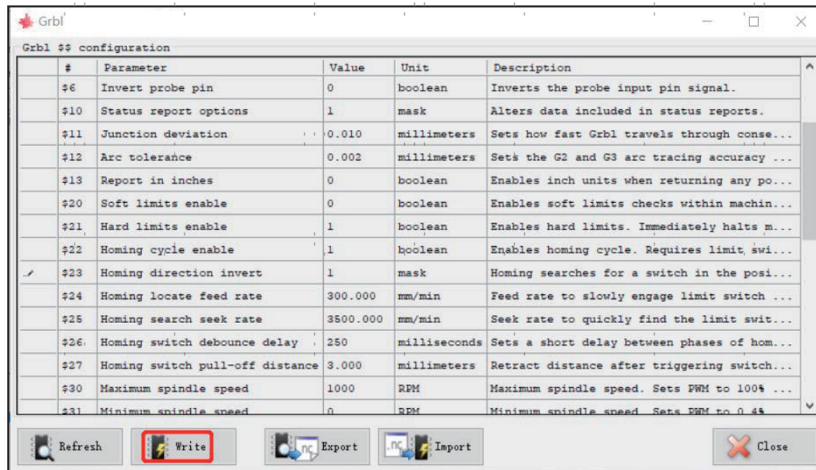 Grbl
Grbl $$ configuration
# Parameter Value Unit Description
$6 Invert probe pin 0 boolean Inverts the probe input pin signal.
$10 Status report options 1 mask Alters data included in status reports.
$11 Junction deviation 0.010 millimeters Sets how fast Grbl travels through conse...
$12 Arc tolerance 0.002 millimeters Sets the G2 and G3 arc tracing accuracy ...
$13 Report in inches 0 boolean Enables inch units when returning any po...
$20 Soft limits enable 0 boolean Enables soft limits checks within machin...
$21 Hard limits enable 1 boolean Enables hard limits. Immediately halts m...
$22 Homing cycle enable 1 boolean Enables homing cycle. Requires limit swi...
$23 Homing direction invert 1 mask Homing searches for a switch in the posi...
$24 Homing locate feed rate 300.000 mm/min Feed rate to slowly engage limit switch ...
$25 Homing search seek rate 3500.000 mm/min Seek rate to quickly find the limit swit...
$26 Homing switch debounce delay 250 milliseconds Sets a short delay between phases of hom...
$27 Homing switch pull-off distance 3.000 millimeters Retract distance after triggering switch...
$30 Maximum spindle speed 1000 RPM Maximum spindle speed. Sets PWM to 100% ...
$31 Minimum spindle speed 0 RPM Minimum spindle speed. Sets PWM to 0.4%
Refresh Write NC Export .NC Import Close